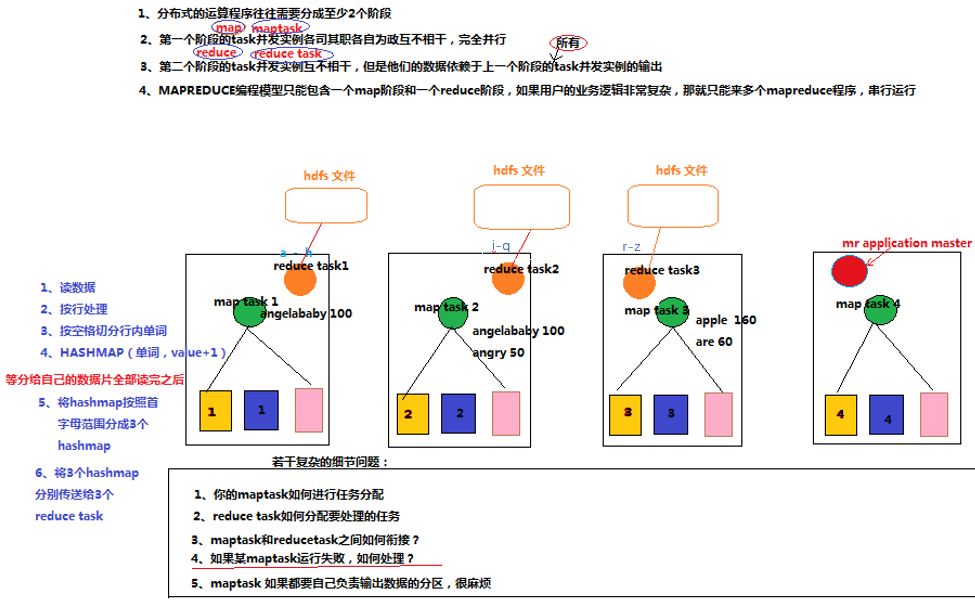 1、分布式的运算程序往往需要分成至少2个阶段
map maptask
2、第一个阶段的task并发实例各司其职各自为政互不相干，完全并行
reduce reduce task 所有
3、第二个阶段的task并发实例互不相干，但是他们的数据依赖于上一个阶段的task并发实例的输出
4、MAPREDUCE编程模型只能包含一个map阶段和一个reduce阶段，如果用户的业务逻辑非常复杂，那就只能来多个mapreduce程序，串行运行
hdfs 文件
hdfs 文件
hdfs 文件
a - h
reduce task1
map task 1
angelababy 100
1
1
i-q
reduce task2
map task 2
angelababy 100
angry 50
2
2
r-z
reduce task3
map task 3
apple 160
are 60
3
3
mr application master
map task 4
4
4
1、读数据
2、按行处理
3、按空格切分行内单词
4、HASHMAP（单词，value+1）
等分给自己的数据片全部读完之后
5、将hashmap按照首
字母范围分成3个
hashmap
6、将3个hashmap
分别传送给3个
reduce task
若干复杂的细节问题：
1、你的maptask如何进行任务分配
2、reduce task如何分配要处理的任务
3、maptask和reducetask之间如何衔接？
4、如果某maptask运行失败，如何处理？
5、maptask 如果都要自己负责输出数据的分区，很麻烦